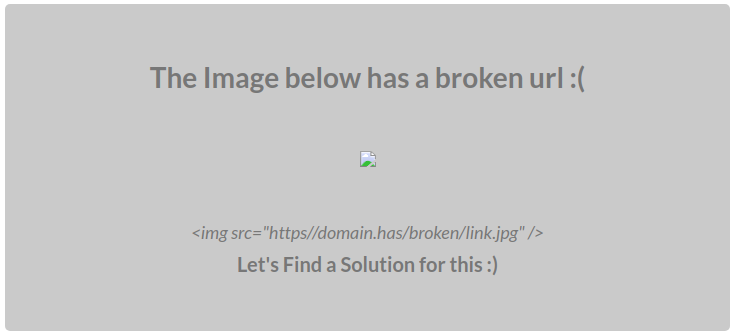 The Image below has a broken url :(
<img src="https//domain.has/broken/link.jpg" />
Let's Find a Solution for this :)